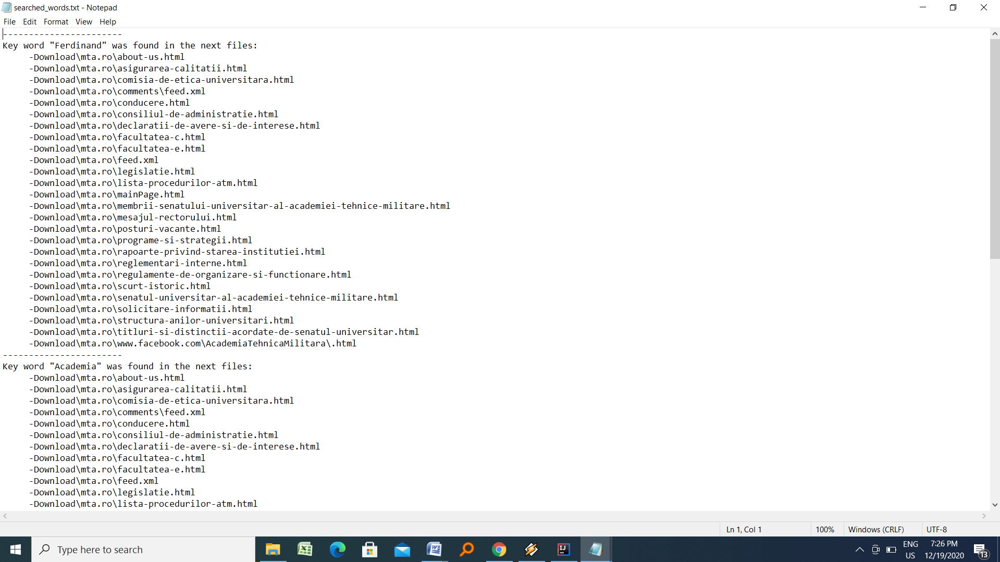 searched_words.txt - Notepad
File Edit Format View Help
-----------------------
Key word "Ferdinand" was found in the next files:
-Download\mta.ro\about-us.html
-Download\mta.ro\asigurarea-calitatii.html
-Download\mta.ro\comisia-de-etica-universitara.html
-Download\mta.ro\comments\feed.xml
-Download\mta.ro\conducere.html
-Download\mta.ro\consiliul-de-administratie.html
-Download\mta.ro\declaratii-de-avere-si-de-interese.html
-Download\mta.ro\facultatea-c.html
-Download\mta.ro\facultatea-e.html
-Download\mta.ro\feed.xml
-Download\mta.ro\legislatie.html
-Download\mta.ro\lista-procedurilor-atm.html
-Download\mta.ro\mainPage.html
-Download\mta.ro\membrii-senatului-universitar-al-academiei-tehnice-militare.html
-Download\mta.ro\mesajul-rectorului.html
-Download\mta.ro\posturi-vacante.html
-Download\mta.ro\programe-si-strategii.html
-Download\mta.ro\rapoarte-privind-starea-institutiei.html
-Download\mta.ro\reglementari-interne.html
-Download\mta.ro\regulamente-de-organizare-si-functionare.html
-Download\mta.ro\scurt-istoric.html
-Download\mta.ro\senatul-universitar-al-academiei-tehnice-militare.html
-Download\mta.ro\solicitare-informatii.html
-Download\mta.ro\structura-anilor-universitari.html
-Download\mta.ro\titluri-si-distinctii-acordate-de-senatul-universitar.html
-Download\mta.ro\www.facebook.com\AcademiaTehnicaMilitara\.html
-----------------------
Key word "Academia" was found in the next files:
-Download\mta.ro\about-us.html
-Download\mta.ro\asigurarea-calitatii.html
-Download\mta.ro\comisia-de-etica-universitara.html
-Download\mta.ro\comments\feed.xml
-Download\mta.ro\conducere.html
-Download\mta.ro\consiliul-de-administratie.html
-Download\mta.ro\declaratii-de-avere-si-de-interese.html
-Download\mta.ro\facultatea-c.html
-Download\mta.ro\facultatea-e.html
-Download\mta.ro\feed.xml
-Download\mta.ro\legislatie.html
-Download\mta.ro\lista-procedurilor-atm.html
Ln 1, Col 1 100% Windows (CRLF) UTF-8
Type here to search
ENG 7:26 PM
US 12/19/2020 13